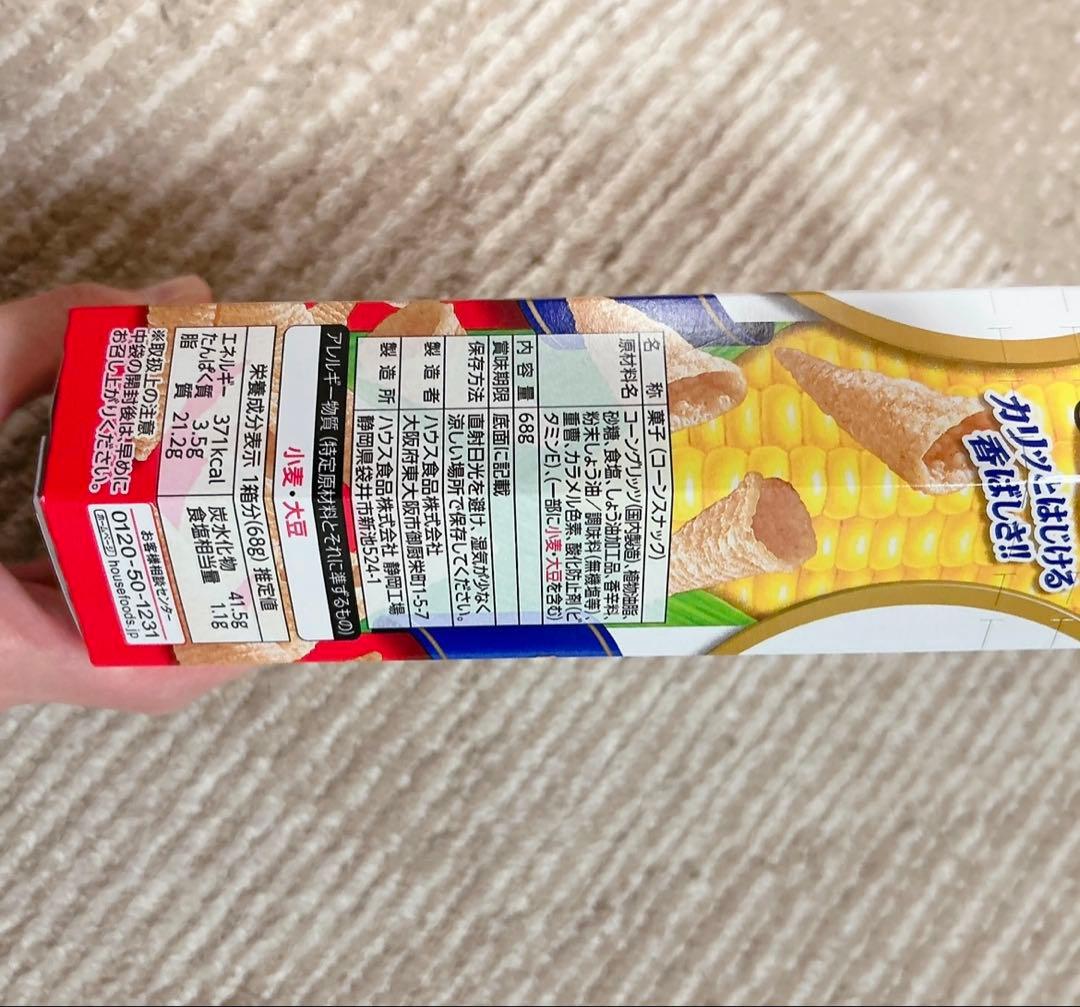 カリッとはじける
香ばしさ!!
名 称 菓子(コーンスナック)
原材料名 コーングリッツ(国内製造)、植物油脂、
砂糖、食塩、しょう油加工品、香辛料、
粉末しょう油/調味料(無機塩等)、
重曹、カラメル色素、酸化防止剤(ビ
タミンE)、(一部に小麦・大豆を含む)
内 容 量 68g
賞味期限 底面に記載
保存方法 直射日光を避け、湿気が少なく
涼しい場所で保存してください。
製 造 者 ハウス食品株式会社
大阪府東大阪市御厨栄町1-5-7
製 造 所 ハウス食品株式会社 静岡工場
静岡県袋井市新池524-1
アレルギー物質(特定原材料とそれに準ずるもの)
小麦・大豆
栄養成分表示 1箱分(68g) 推定値
エネルギー 371kcal 炭水化物 41.5g
たんぱく質 3.5g 食塩相当量 1.1g
脂 質 21.2g
※取扱上の注意
中袋の開封後は、早めに
お召し上がりください。
お客様相談センター
0120-50-1231
ホームページ housefoods.jp